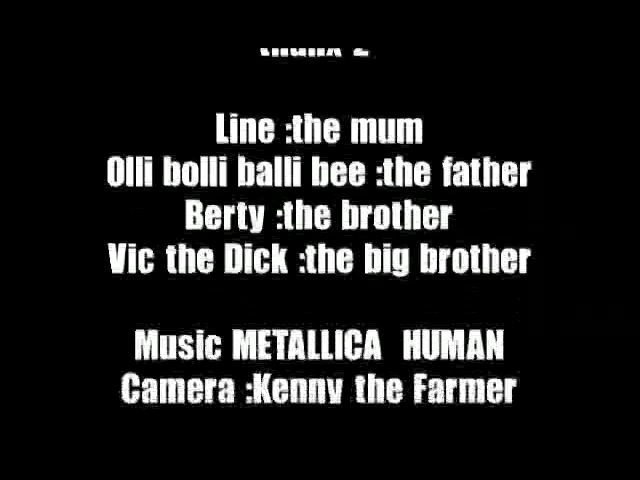 Line :the mum
Olli bolli balli bee :the father
Berty :the brother
Vic the Dick :the big brother
Music METALLICA HUMAN
Camera :Kenny the Farmer